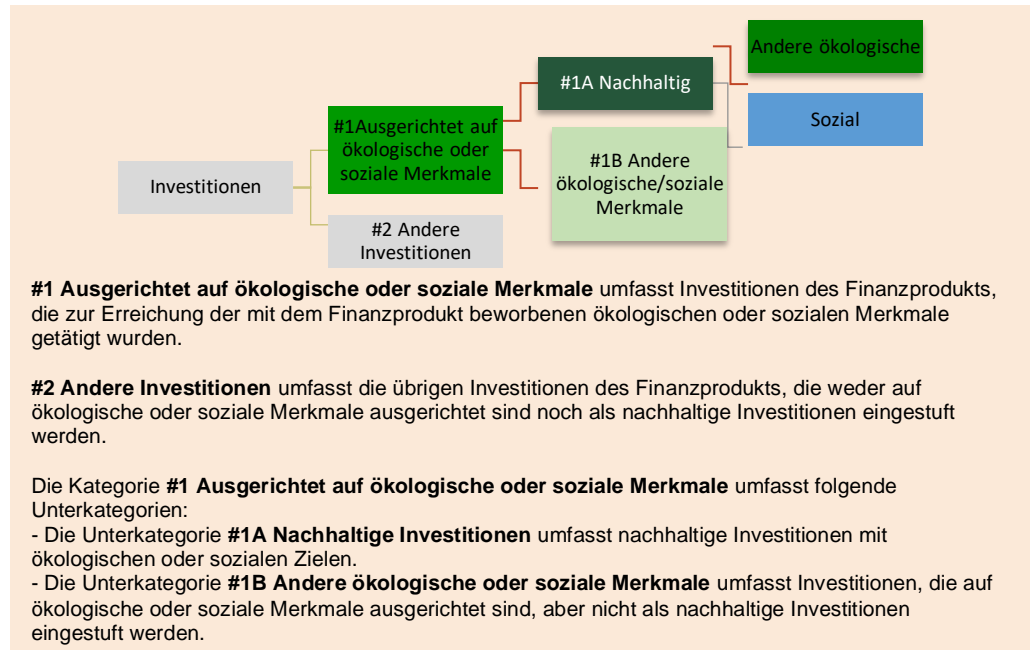 Andere ökologische
#1A Nachhaltig
Sozial
#1Ausgerichtet auf
ökologische oder
soziale Merkmale
#1B Andere
ökologische/soziale
Merkmale
Investitionen
#2 Andere
Investitionen
#1 Ausgerichtet auf ökologische oder soziale Merkmale umfasst Investitionen des Finanzprodukts,
die zur Erreichung der mit dem Finanzprodukt beworbenen ökologischen oder sozialen Merkmale
getätigt wurden.
#2 Andere Investitionen umfasst die übrigen Investitionen des Finanzprodukts, die weder auf
ökologische oder soziale Merkmale ausgerichtet sind noch als nachhaltige Investitionen eingestuft
werden.
Die Kategorie #1 Ausgerichtet auf ökologische oder soziale Merkmale umfasst folgende
Unterkategorien:
- Die Unterkategorie #1A Nachhaltige Investitionen umfasst nachhaltige Investitionen mit
ökologischen oder sozialen Zielen.
- Die Unterkategorie #1B Andere ökologische oder soziale Merkmale umfasst Investitionen, die auf
ökologische oder soziale Merkmale ausgerichtet sind, aber nicht als nachhaltige Investitionen
eingestuft werden.